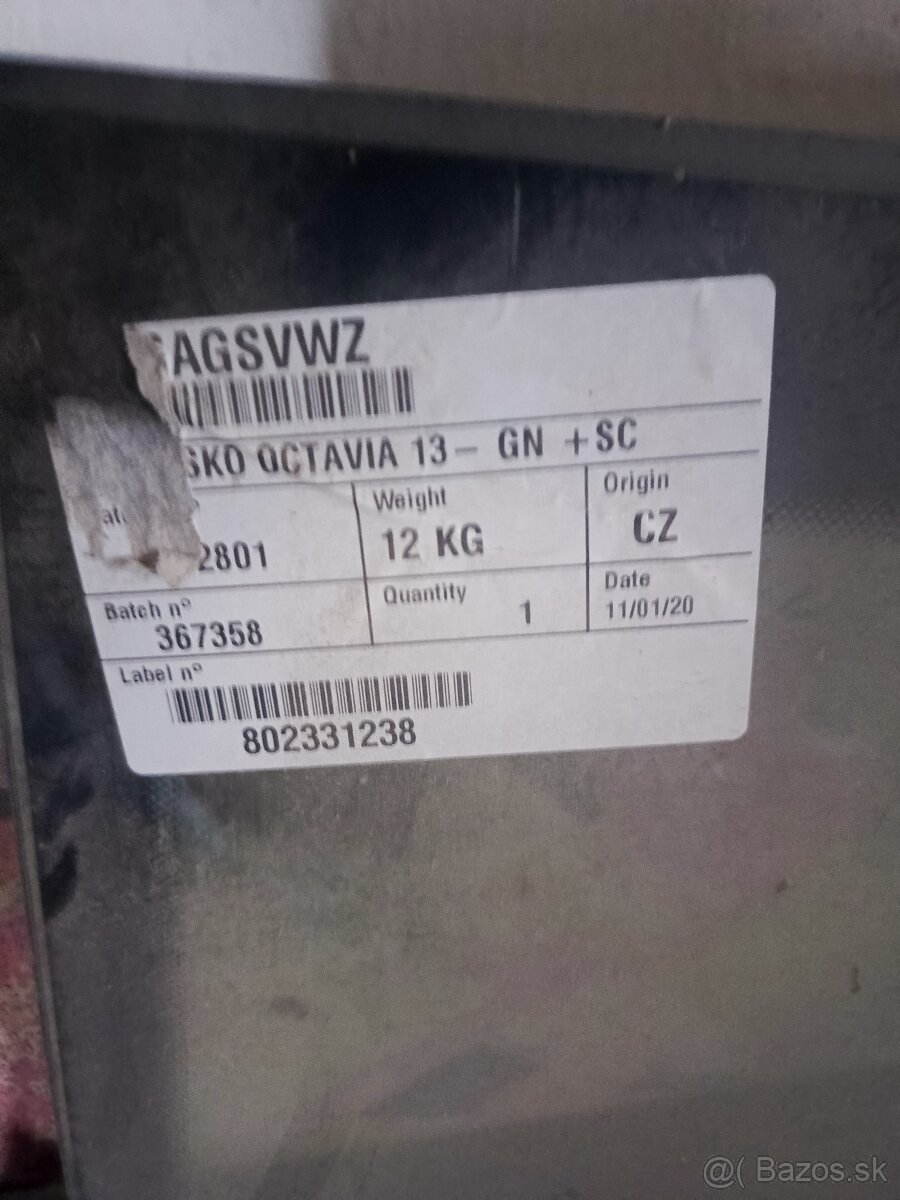 AGSVWZ
SKO OCTAVIA 13- GN +SC
Weight
Origin
2801
12 KG
CZ
Batch n°
Quantity
Date
367358
1
11/01/20
Label n°
802331238
@( Bazos.sk